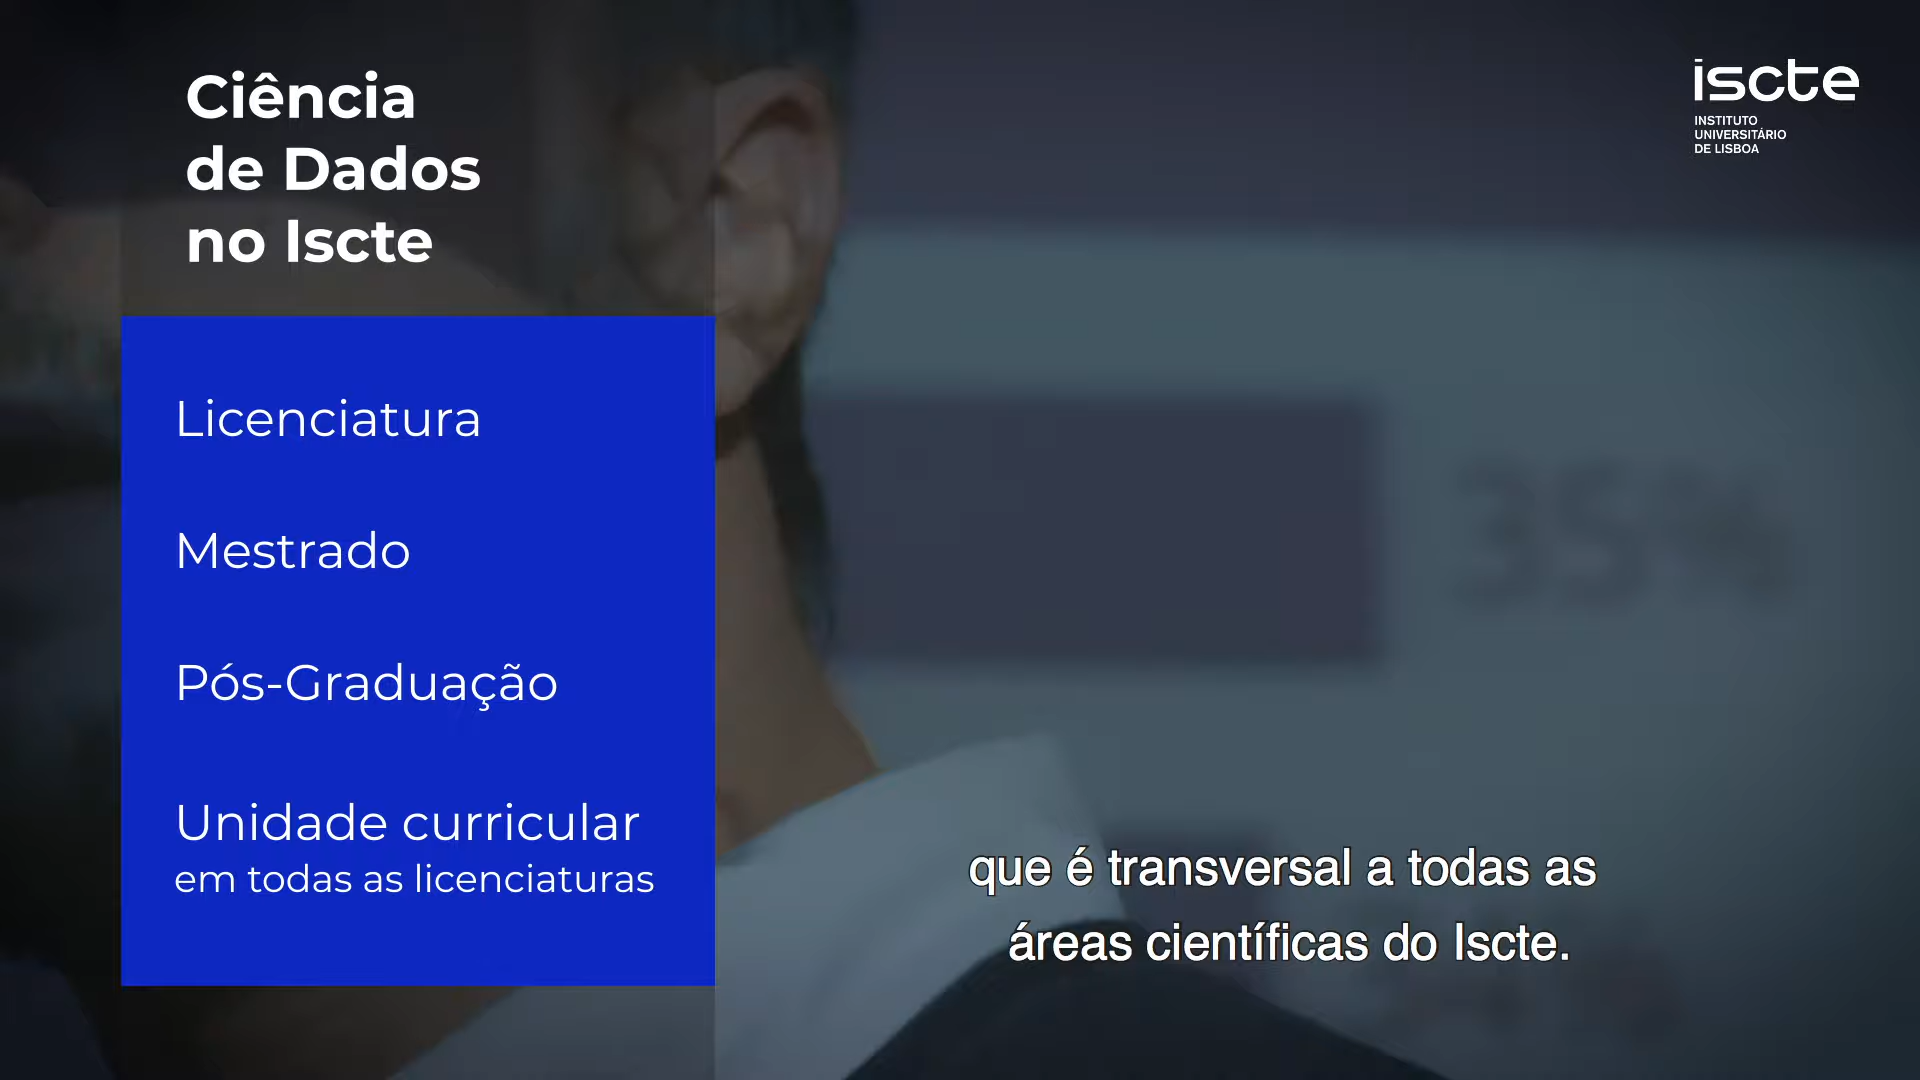 Ciência
de Dados
no Iscte
iscte
INSTITUTO
UNIVERSITÁRIO
DE LISBOA
Licenciatura
Mestrado
Pós-Graduação
Unidade curricular
em todas as licenciaturas
35%
que é transversal a todas as
áreas científicas do Iscte.